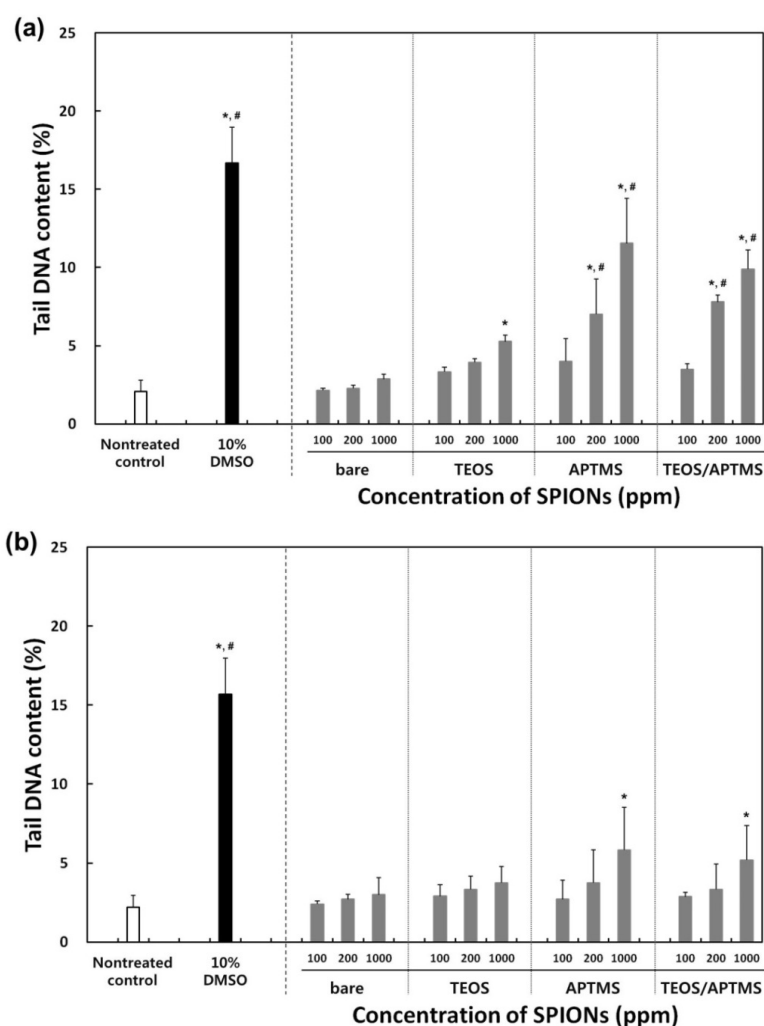 (a)
25
20
15
10
5
0
Tail DNA content (%)
*, #
*
*, #
*, #
*, #
*, #
100 200 1000 100 200 1000 100 200 1000 100 200 1000
Nontreated control
10% DMSO
bare TEOS APTMS TEOS/APTMS
Concentration of SPIONs (ppm)
(b)
25
20
15
10
5
0
Tail DNA content (%)
*, #
*
*
100 200 1000 100 200 1000 100 200 1000 100 200 1000
Nontreated control
10% DMSO
bare TEOS APTMS TEOS/APTMS
Concentration of SPIONs (ppm)